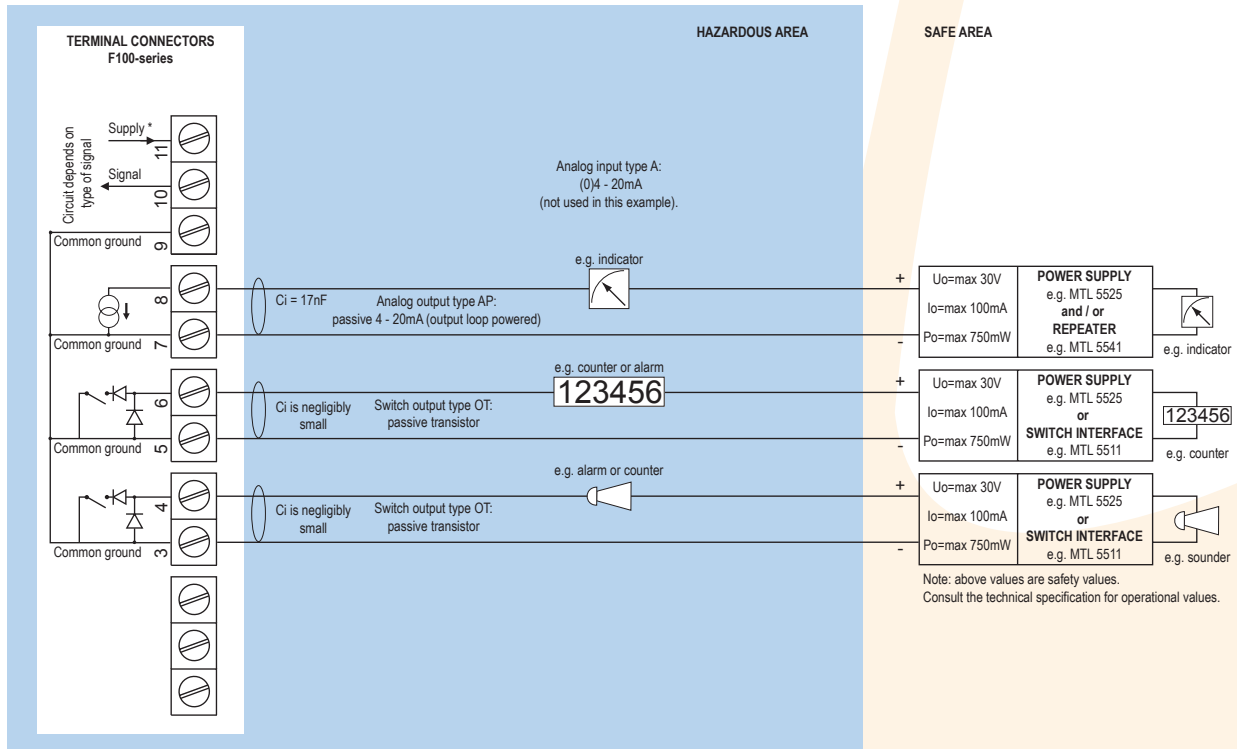 HAZARDOUS AREA
SAFE AREA
TERMINAL CONNECTORS
F100-series
Circuit depends on
type of signal
Supply *
11
Signal
10
Common ground
9
Analog input type A:
(0)4 - 20mA
(not used in this example).
8
Common ground
7
Ci = 17nF
Analog output type AP:
passive 4 - 20mA (output loop powered)
e.g. indicator
+
-
Uo=max 30V
Io=max 100mA
Po=max 750mW
POWER SUPPLY
e.g. MTL 5525
and / or
REPEATER
e.g. MTL 5541
e.g. indicator
6
Common ground
5
Ci is negligibly
small
Switch output type OT:
passive transistor
e.g. counter or alarm
123456
+
-
Uo=max 30V
Io=max 100mA
Po=max 750mW
POWER SUPPLY
e.g. MTL 5525
or
SWITCH INTERFACE
e.g. MTL 5511
123456
e.g. counter
4
Common ground
3
Ci is negligibly
small
Switch output type OT:
passive transistor
e.g. alarm or counter
+
-
Uo=max 30V
Io=max 100mA
Po=max 750mW
POWER SUPPLY
e.g. MTL 5525
or
SWITCH INTERFACE
e.g. MTL 5511
e.g. sounder
Note: above values are safety values.
Consult the technical specification for operational values.